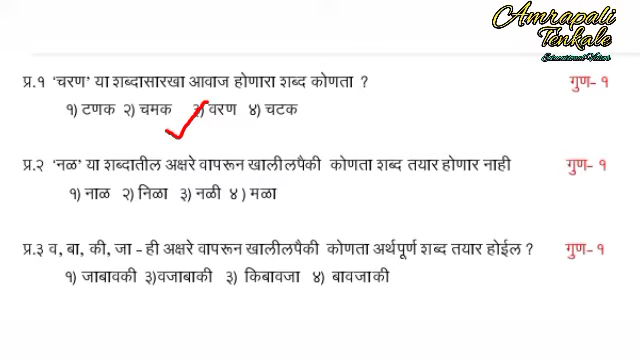 Amrapali
Tenkale
Educational Videos
प्र.१ ‘चरण’ या शब्दासारखा आवाज होणारा शब्द कोणता ? गुण- १
१) टणक २) चमक ३) वरण ४) चटक
प्र.२ ‘नळ’ या शब्दातील अक्षरे वापरून खालीलपैकी कोणता शब्द तयार होणार नाही गुण- १
१) नाळ २) निळा ३) नळी ४ ) मळा
प्र.३ व, बा, की, जा - ही अक्षरे वापरून खालीलपैकी कोणता अर्थपूर्ण शब्द तयार होईल ? गुण- १
१) जाबावकी ३)वजाबाकी ३) किबावजा ४) बावजाकी